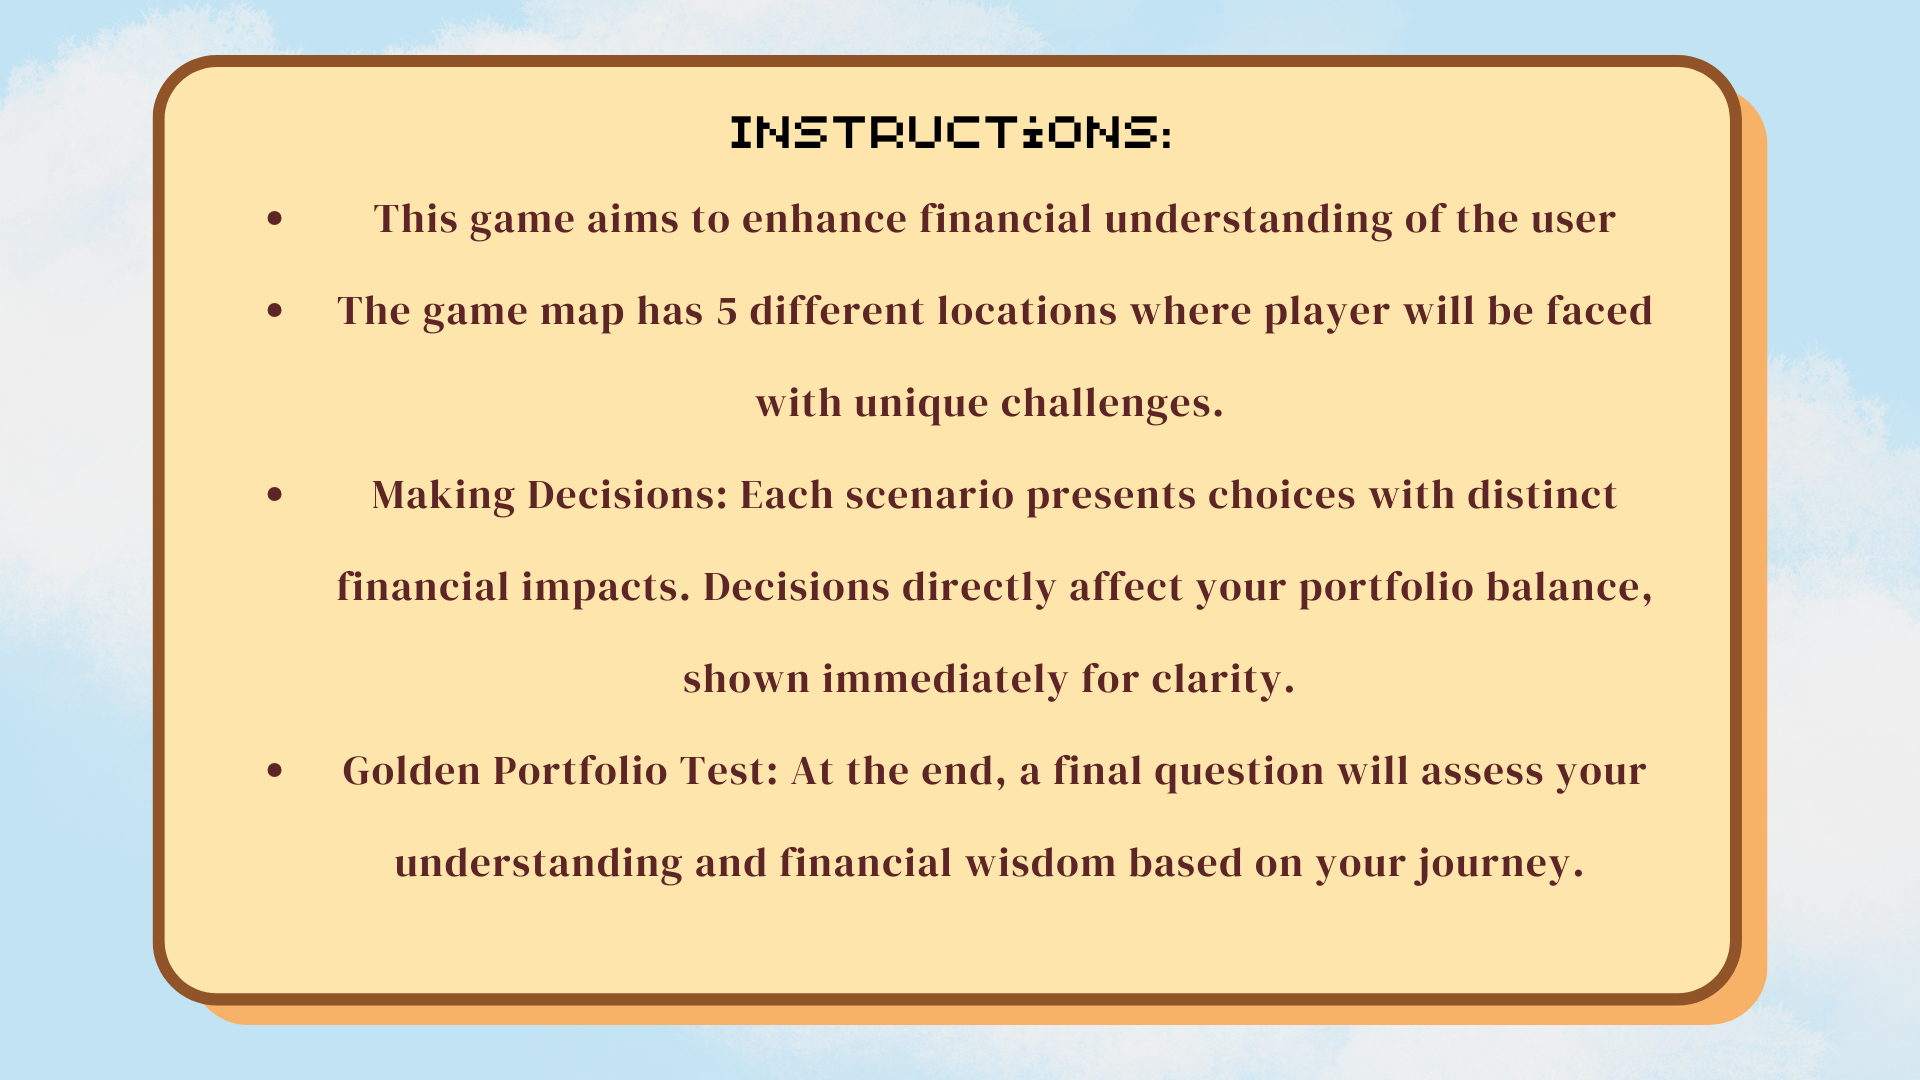 INSTRUCTiONS:
• This game aims to enhance financial understanding of the user
• The game map has 5 different locations where player will be faced
with unique challenges.
• Making Decisions: Each scenario presents choices with distinct
financial impacts. Decisions directly affect your portfolio balance,
shown immediately for clarity.
• Golden Portfolio Test: At the end, a final question will assess your
understanding and financial wisdom based on your journey.